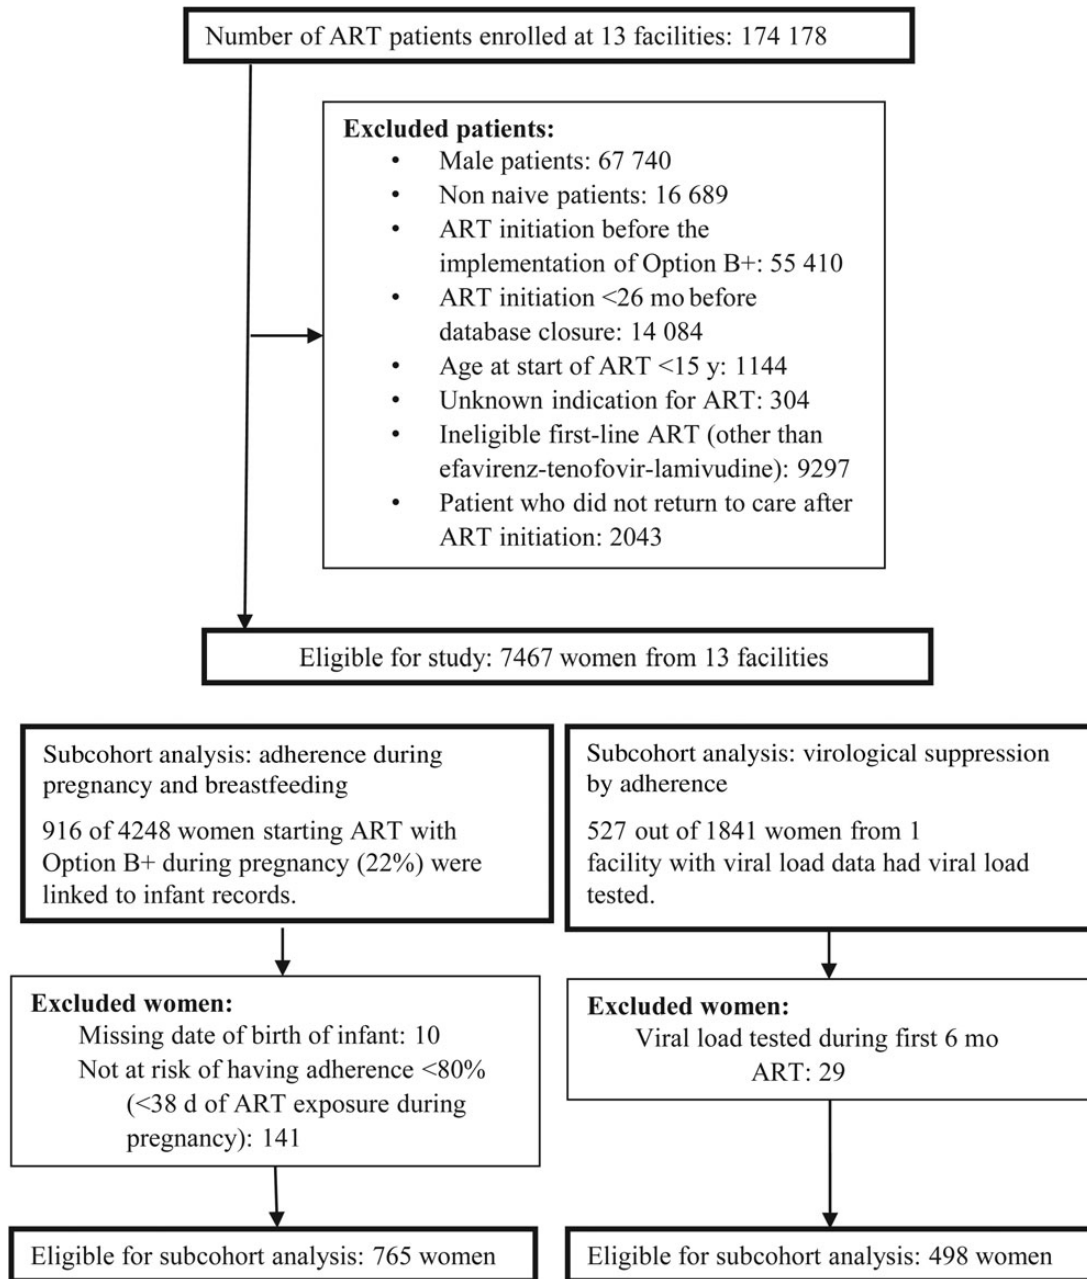 Number of ART patients enrolled at 13 facilities: 174 178
Excluded patients:
• Male patients: 67 740
• Non naive patients: 16 689
• ART initiation before the
implementation of Option B+: 55 410
• ART initiation <26 mo before
database closure: 14 084
• Age at start of ART <15 y: 1144
• Unknown indication for ART: 304
• Ineligible first-line ART (other than
efavirenz-tenofovir-lamivudine): 9297
• Patient who did not return to care after
ART initiation: 2043
Eligible for study: 7467 women from 13 facilities
Subcohort analysis: adherence during
pregnancy and breastfeeding
916 of 4248 women starting ART with
Option B+ during pregnancy (22%) were
linked to infant records.
Excluded women:
Missing date of birth of infant: 10
Not at risk of having adherence <80%
(<38 d of ART exposure during
pregnancy): 141
Eligible for subcohort analysis: 765 women
Subcohort analysis: virological suppression
by adherence
527 out of 1841 women from 1
facility with viral load data had viral load
tested.
Excluded women:
Viral load tested during first 6 mo
ART: 29
Eligible for subcohort analysis: 498 women